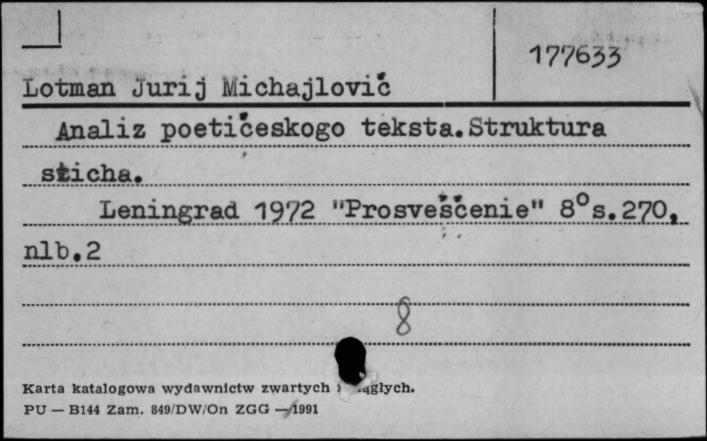 177633
Lotman Jurij Michajlovič
Analiz poetičeskogo teksta. Struktura
sticha.
Leningrad 1972 "Prosveščenie" 8° s. 270,
nlb. 2
8
Karta katalogowa wydawnictw zwartych
PU — B144 Zam. 849/DW/On ZGG — 1991